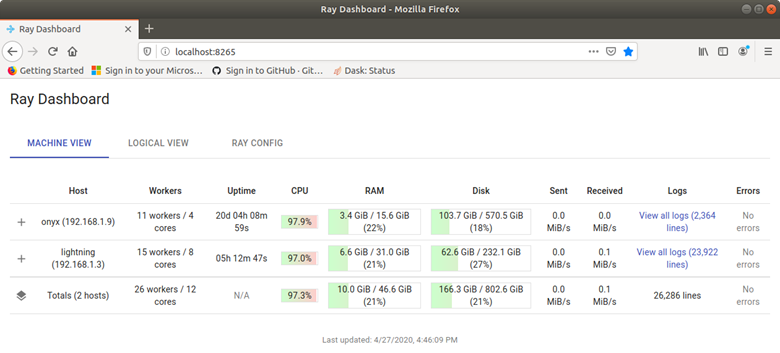 Ray Dashboard - Mozilla Firefox
Ray Dashboard
localhost:8265
Getting Started Sign in to your Micros… Sign in to GitHub · Git… Dask: Status
Ray Dashboard
MACHINE VIEW LOGICAL VIEW RAY CONFIG
Host Workers Uptime CPU RAM Disk Sent Received Logs Errors
onyx (192.168.1.9) 11 workers / 4 cores 20d 04h 08m 59s 97.9% 3.4 GiB / 15.6 GiB (22%) 103.7 GiB / 570.5 GiB (18%) 0.0 MiB/s 0.0 MiB/s View all logs (2,364 lines) No errors
lightning (192.168.1.3) 15 workers / 8 cores 05h 12m 47s 97.0% 6.6 GiB / 31.0 GiB (21%) 62.6 GiB / 232.1 GiB (27%) 0.0 MiB/s 0.1 MiB/s View all logs (23,922 lines) No errors
Totals (2 hosts) 26 workers / 12 cores N/A 97.3% 10.0 GiB / 46.6 GiB (21%) 166.3 GiB / 802.6 GiB (21%) 0.0 MiB/s 0.1 MiB/s 26,286 lines No errors
Last updated: 4/27/2020, 4:46:09 PM